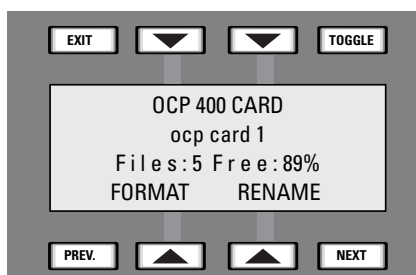 EXIT TOGGLE
OCP 400 CARD
ocp card 1
Files:5 Free:89%
FORMAT RENAME
PREV. NEXT